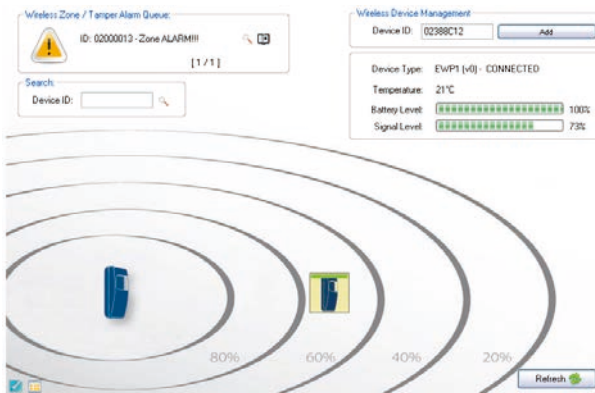 Wireless Zone / Tamper Alarm Queue:
ID: 02000013 - Zone ALARM!!!
[1/1]
Search:
Device ID:
Wireless Device Management
Device ID: 02388C12 Add
Device Type: EWP1 (v0) - CONNECTED
Temperature: 21°C
Battery Level: 100%
Signal Level: 73%
80% 60% 40% 20%
Refresh